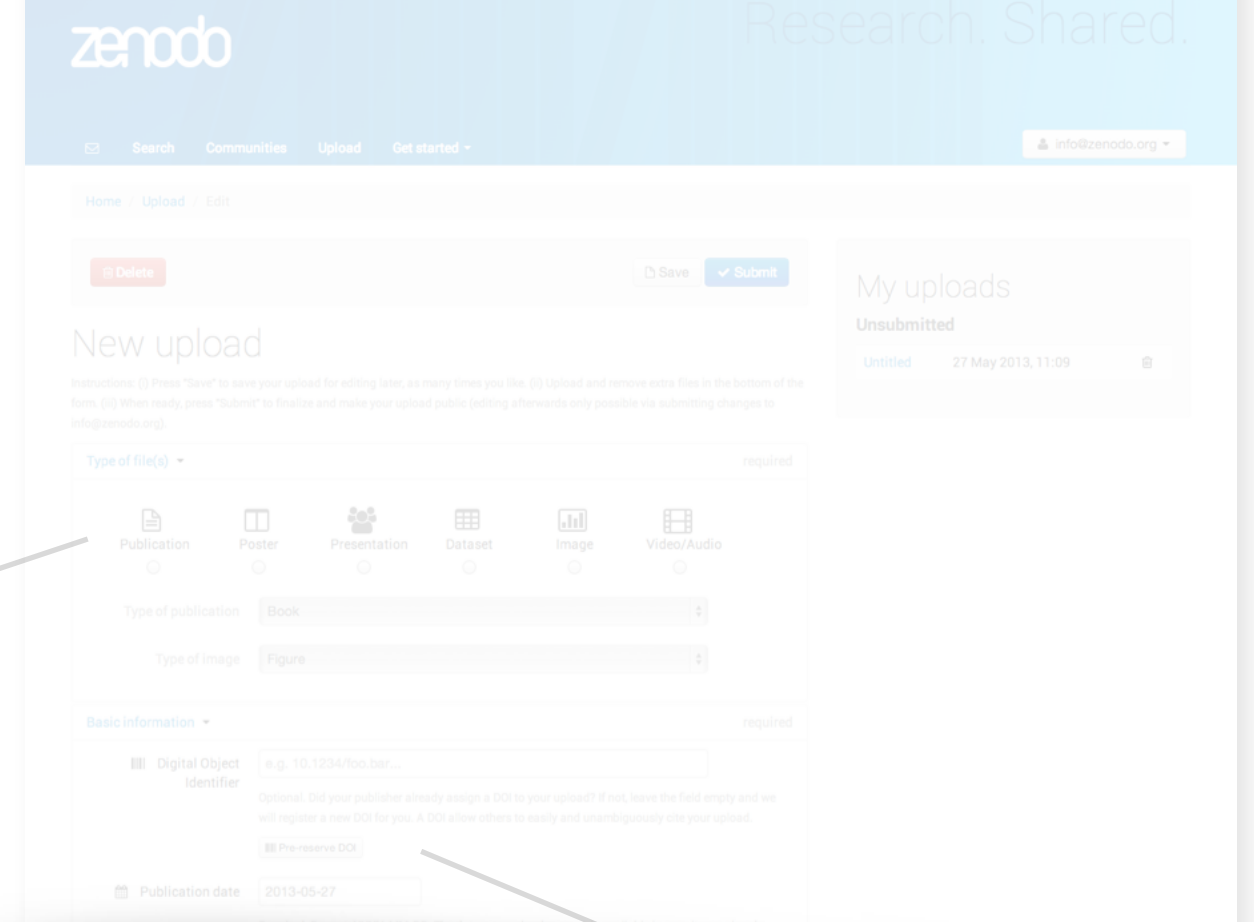 zenodo
Research. Shared.
Search Communities Upload Get started
info@zenodo.org
Home / Upload / Edit
Delete
Save
Submit
New upload
Instructions: (i) Press "Save" to save your upload for editing later, as many times you like. (ii) Upload and remove extra files in the bottom of the
form. (iii) When ready, press "Submit" to finalize and make your upload public (editing afterwards only possible via submitting changes to
info@zenodo.org).
My uploads
Unsubmitted
Untitled 27 May 2013, 11:09
Type of file(s) required
Publication Poster Presentation Dataset Image Video/Audio
Type of publication Book
Type of image Figure
Basic information required
Digital Object
Identifier
e.g. 10.1234/foo.bar...
Optional. Did your publisher already assign a DOI to your upload? If not, leave the field empty and we
will register a new DOI for you. A DOI allow others to easily and unambiguously cite your upload.
Pre-reserve DOI
Publication date 2013-05-27